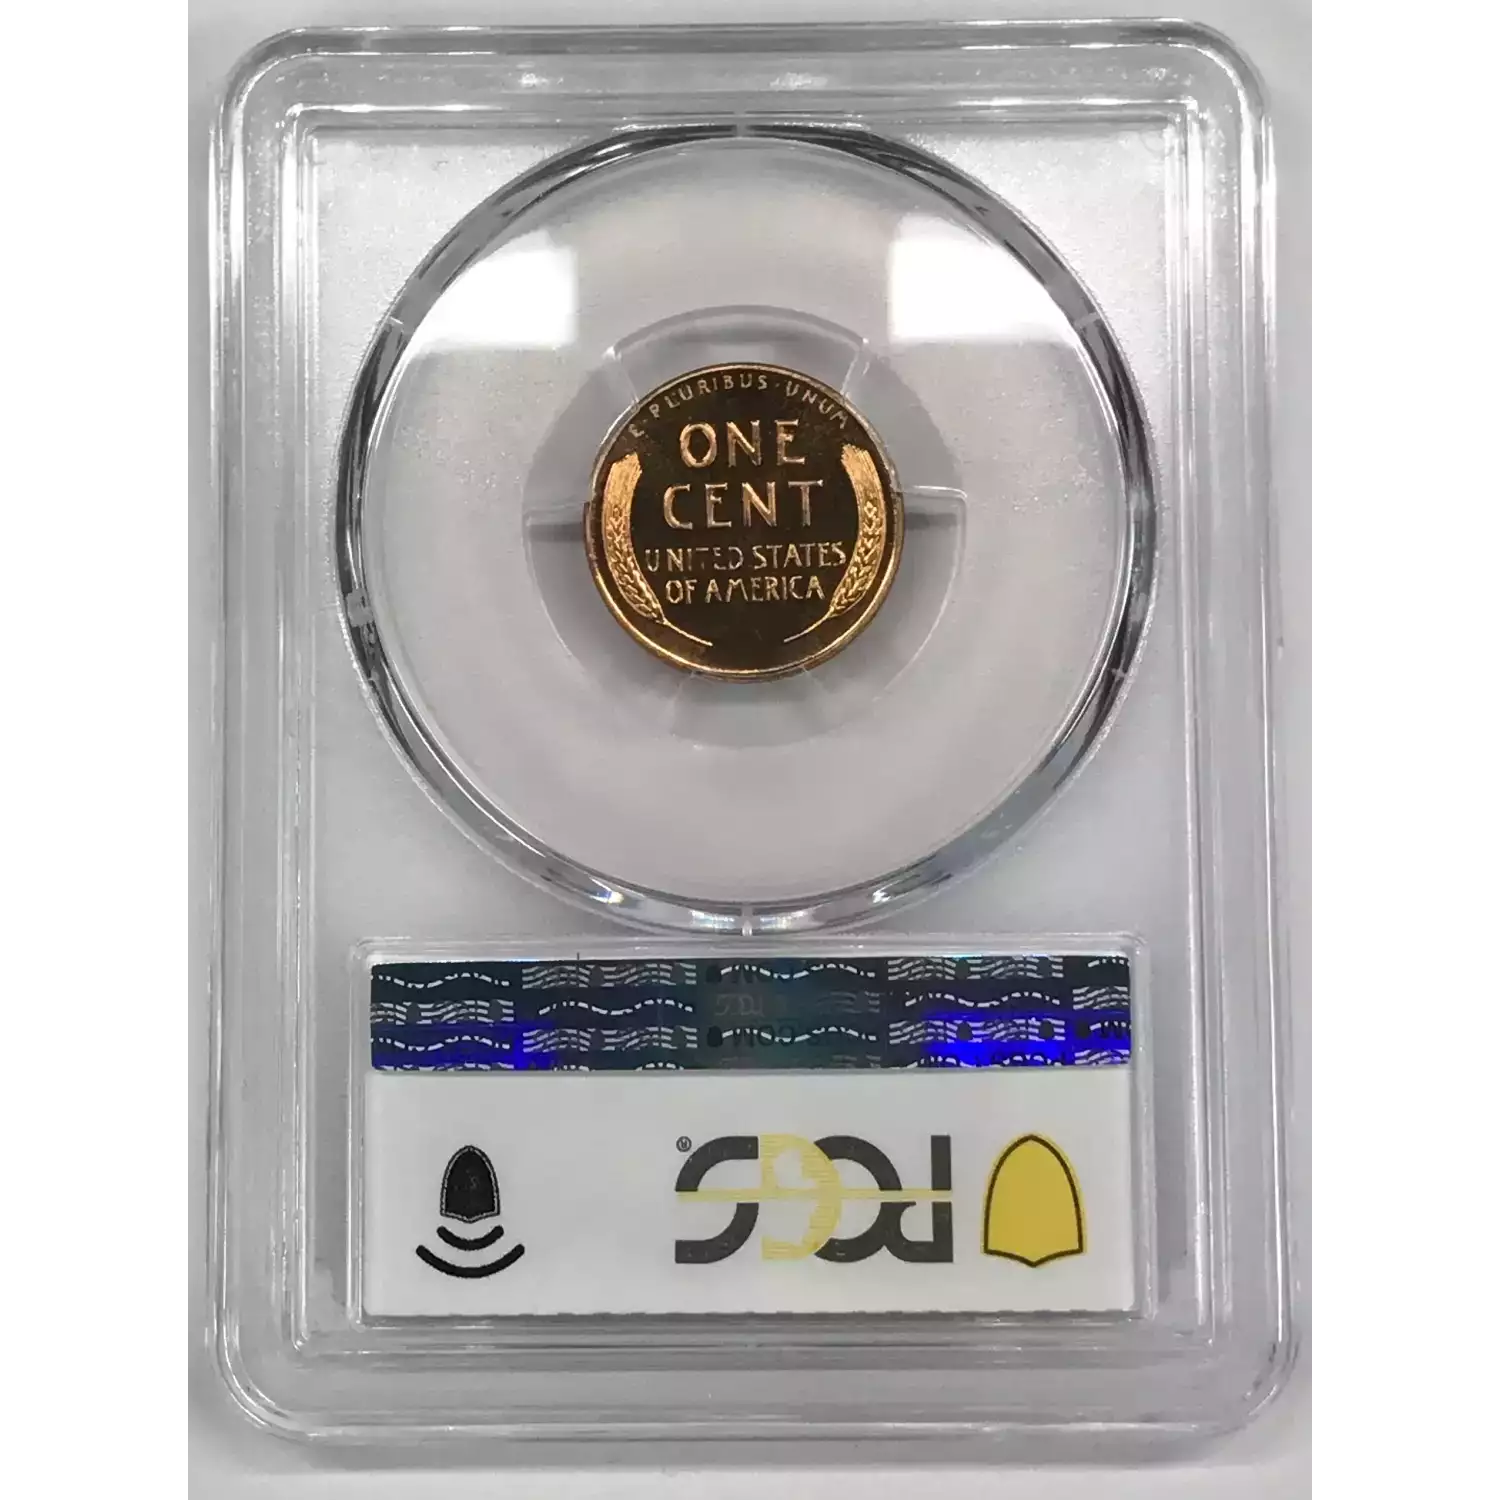 E·PLURIBUS·UNUM
ONE
CENT
UNITED STATES
OF AMERICA
PCGS®